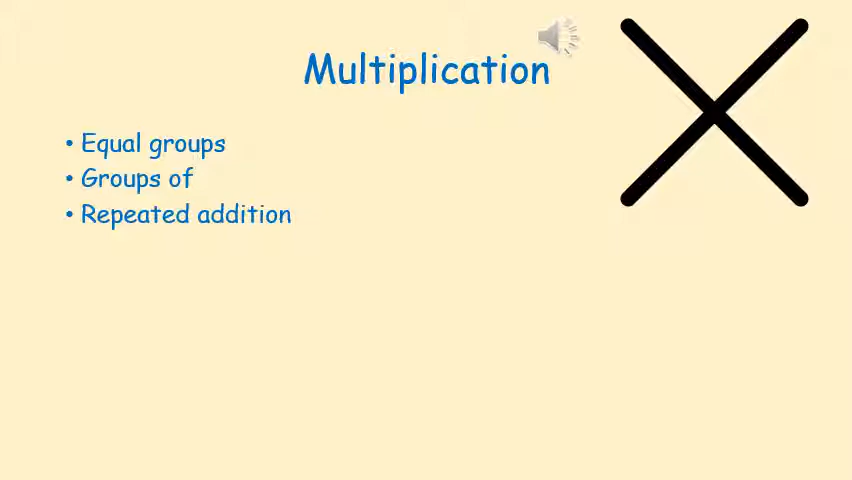 Multiplication
• Equal groups
• Groups of
• Repeated addition